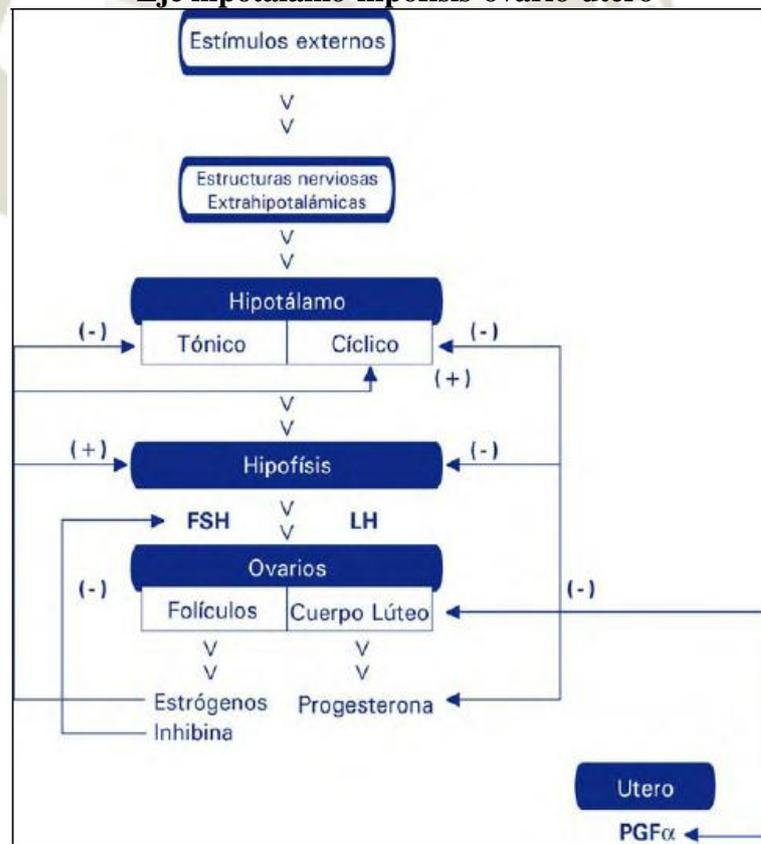 Eje hipotálamo-hipófisis-ovario-útero
Estímulos externos
V
V
Estructuras nerviosas
Extrahipotalámicas
V
V
Hipotálamo
(-) Tónico Cíclico (-)
(+)
V
V
(+) Hipofísis (-)
V
FSH LH
V
Ovarios
(-) Folículos Cuerpo Lúteo (-)
V V
V V
Estrógenos Progesterona
Inhibina
Utero
PGFα